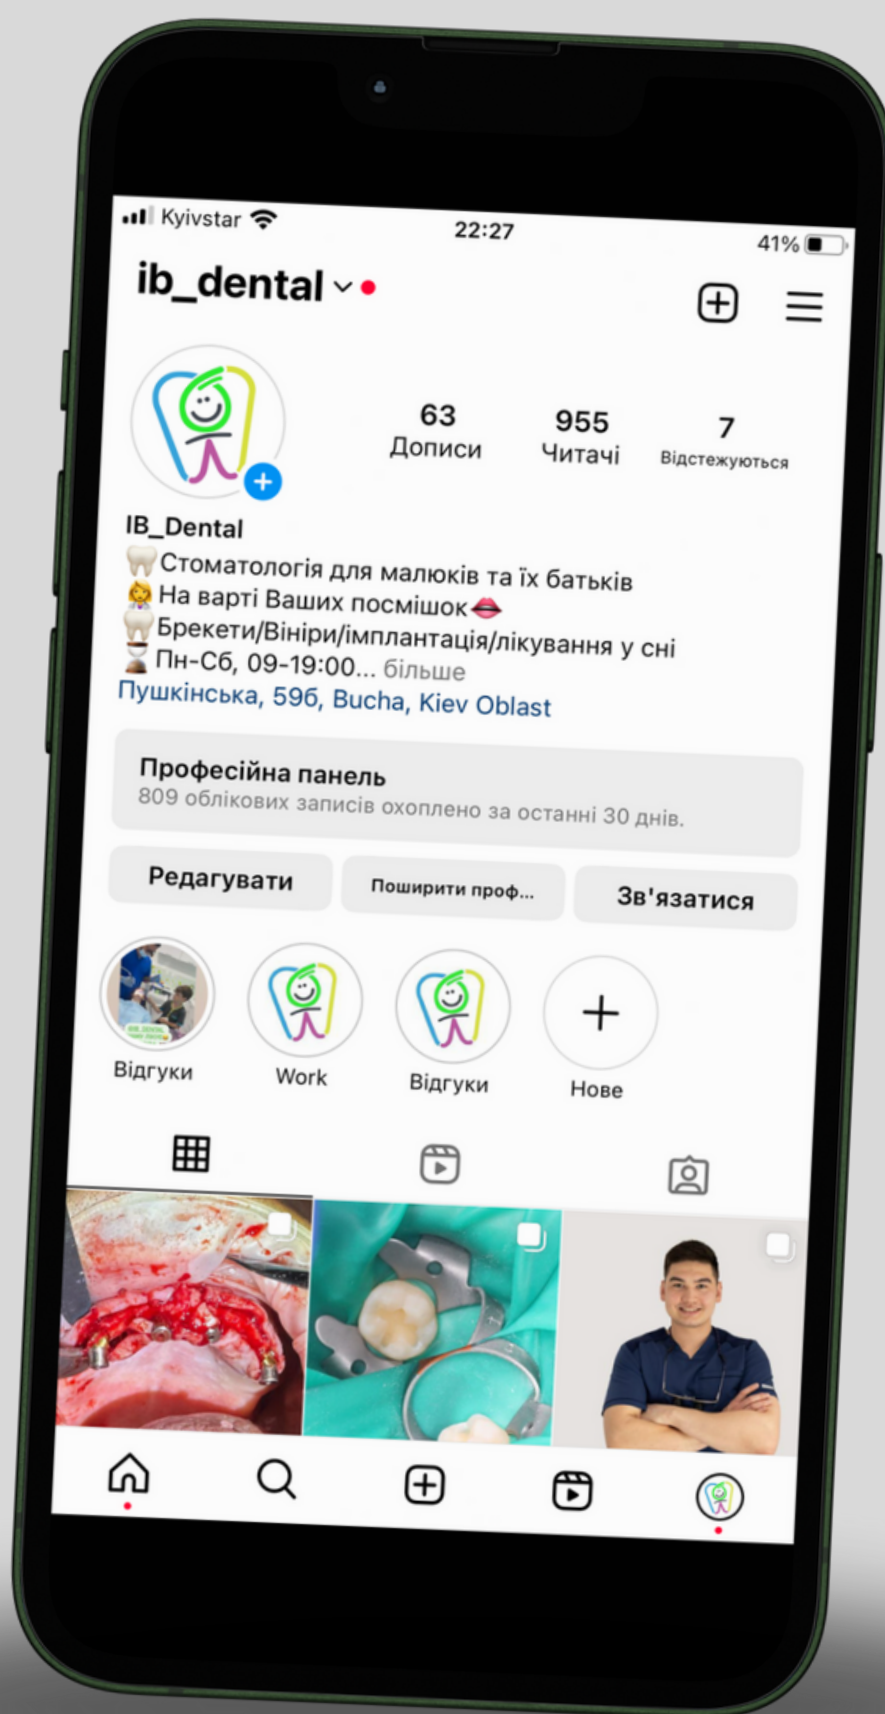 Kyivstar 22:27 41%
ib_dental
63 955 7
Дописи Читачі Відстежуються
IB_Dental
🦷Стоматологія для малюків та їх батьків
👩‍⚕️На варті Ваших посмішок👄
🦷Брекети/Вініри/імплантація/лікування у сні
⌛Пн-Сб, 09-19:00... більше
Пушкінська, 59б, Bucha, Kiev Oblast
Професійна панель
809 облікових записів охоплено за останні 30 днів.
Редагувати Поширити проф... Зв'язатися
Відгуки Work Відгуки Нове